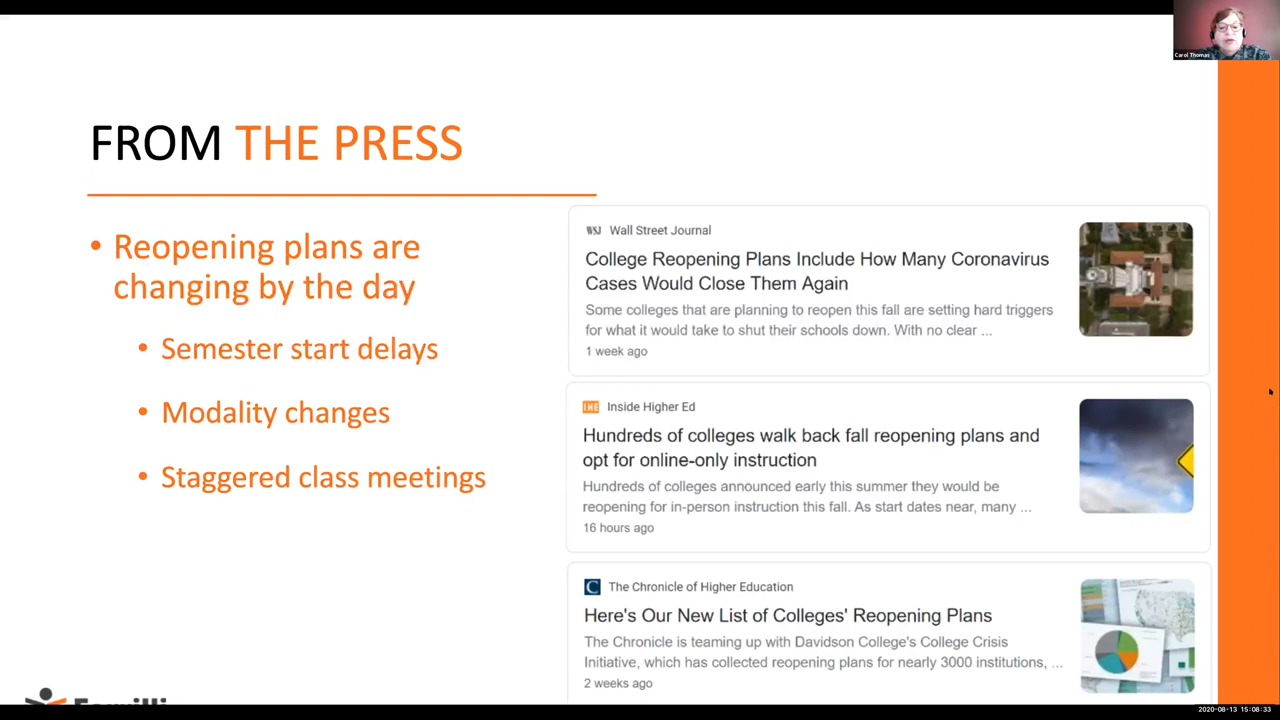 Carol Thomas
FROM THE PRESS
• Reopening plans are
changing by the day
• Semester start delays
• Modality changes
• Staggered class meetings
WSJ Wall Street Journal
College Reopening Plans Include How Many Coronavirus
Cases Would Close Them Again
Some colleges that are planning to reopen this fall are setting hard triggers
for what it would take to shut their schools down. With no clear ...
1 week ago
IHE Inside Higher Ed
Hundreds of colleges walk back fall reopening plans and
opt for online-only instruction
Hundreds of colleges announced early this summer they would be
reopening for in-person instruction this fall. As start dates near, many ...
16 hours ago
C The Chronicle of Higher Education
Here's Our New List of Colleges' Reopening Plans
The Chronicle is teaming up with Davidson College's College Crisis
Initiative, which has collected reopening plans for nearly 3000 institutions, ...
2 weeks ago
2020-08-13 15:08:33